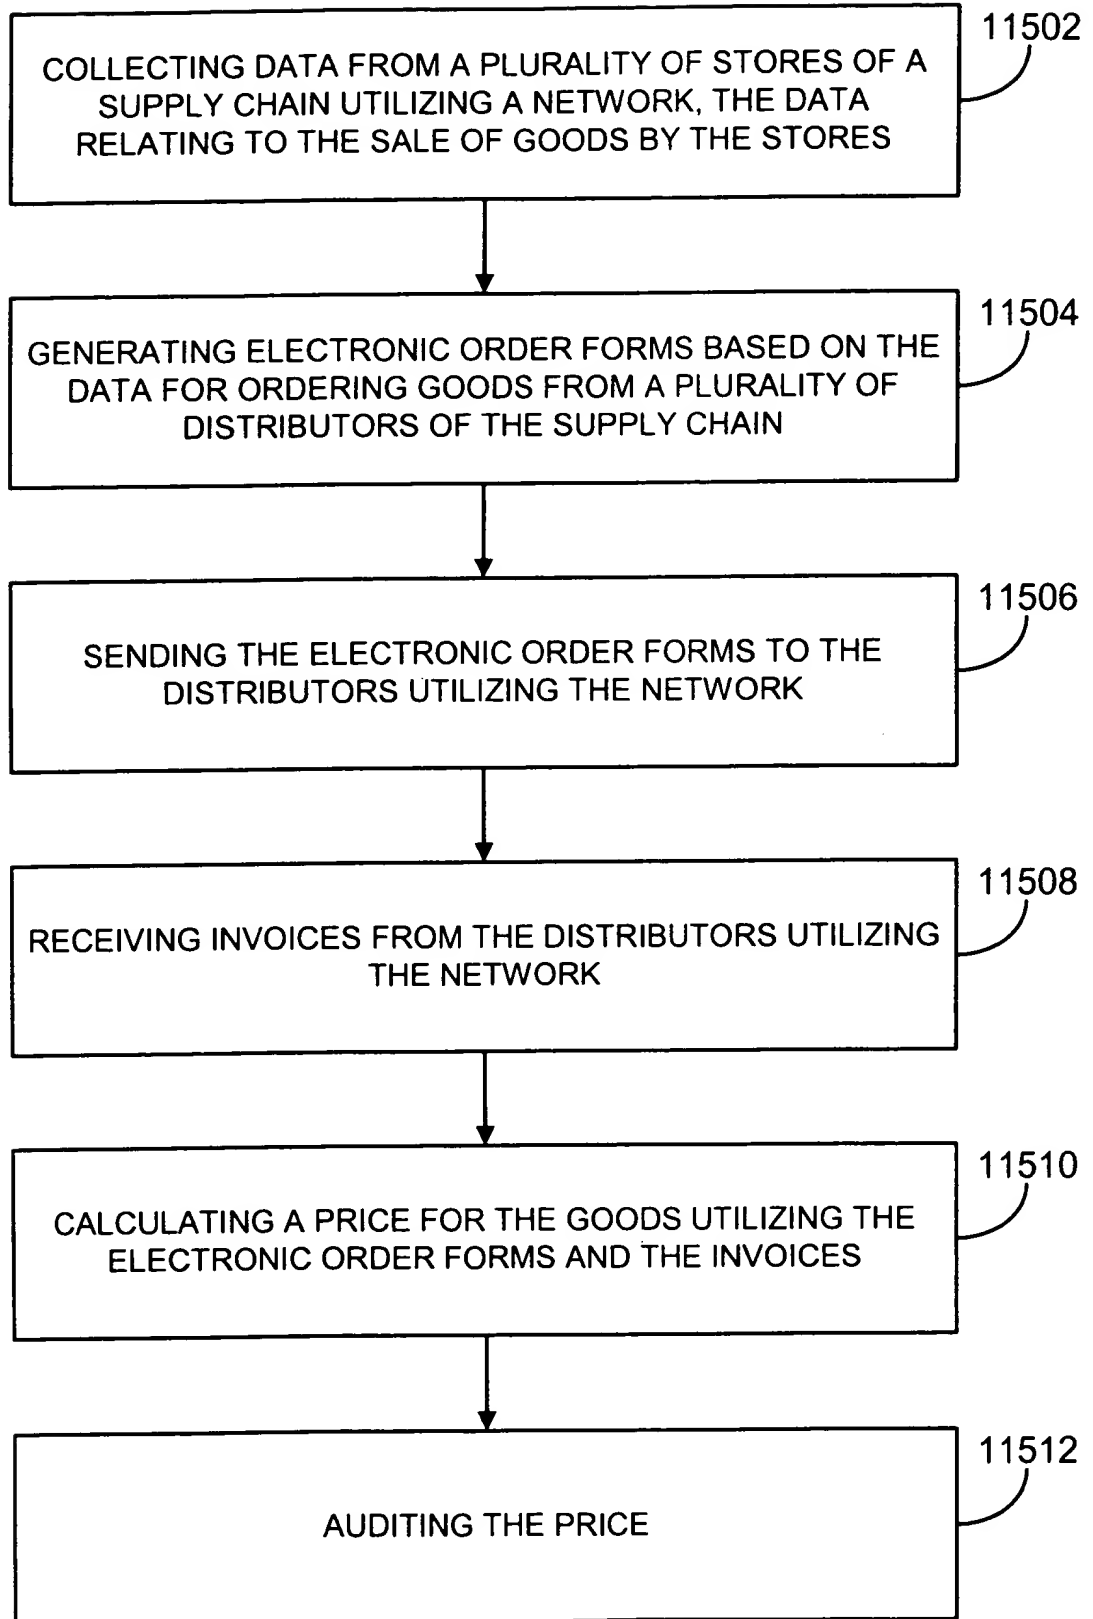 11502
COLLECTING DATA FROM A PLURALITY OF STORES OF A
SUPPLY CHAIN UTILIZING A NETWORK, THE DATA
RELATING TO THE SALE OF GOODS BY THE STORES
11504
GENERATING ELECTRONIC ORDER FORMS BASED ON THE
DATA FOR ORDERING GOODS FROM A PLURALITY OF
DISTRIBUTORS OF THE SUPPLY CHAIN
11506
SENDING THE ELECTRONIC ORDER FORMS TO THE
DISTRIBUTORS UTILIZING THE NETWORK
11508
RECEIVING INVOICES FROM THE DISTRIBUTORS UTILIZING
THE NETWORK
11510
CALCULATING A PRICE FOR THE GOODS UTILIZING THE
ELECTRONIC ORDER FORMS AND THE INVOICES
11512
AUDITING THE PRICE